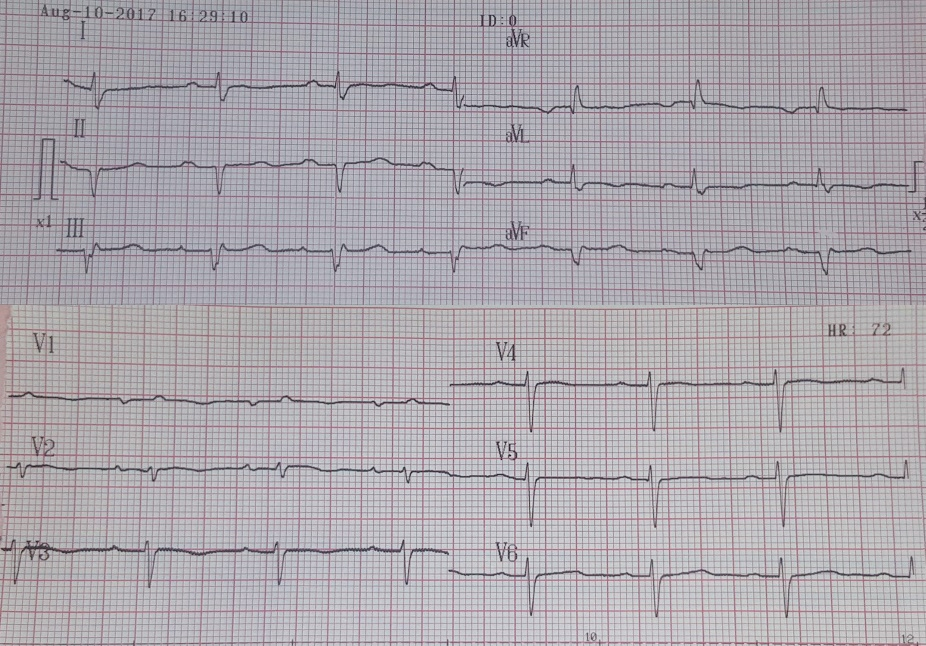 Aug-10-2017 16:29:10 ID:0
I aVR
II aVL
x1
III aVF
HR: 72
V1 V4
V2 V5
V3 V6
10 12